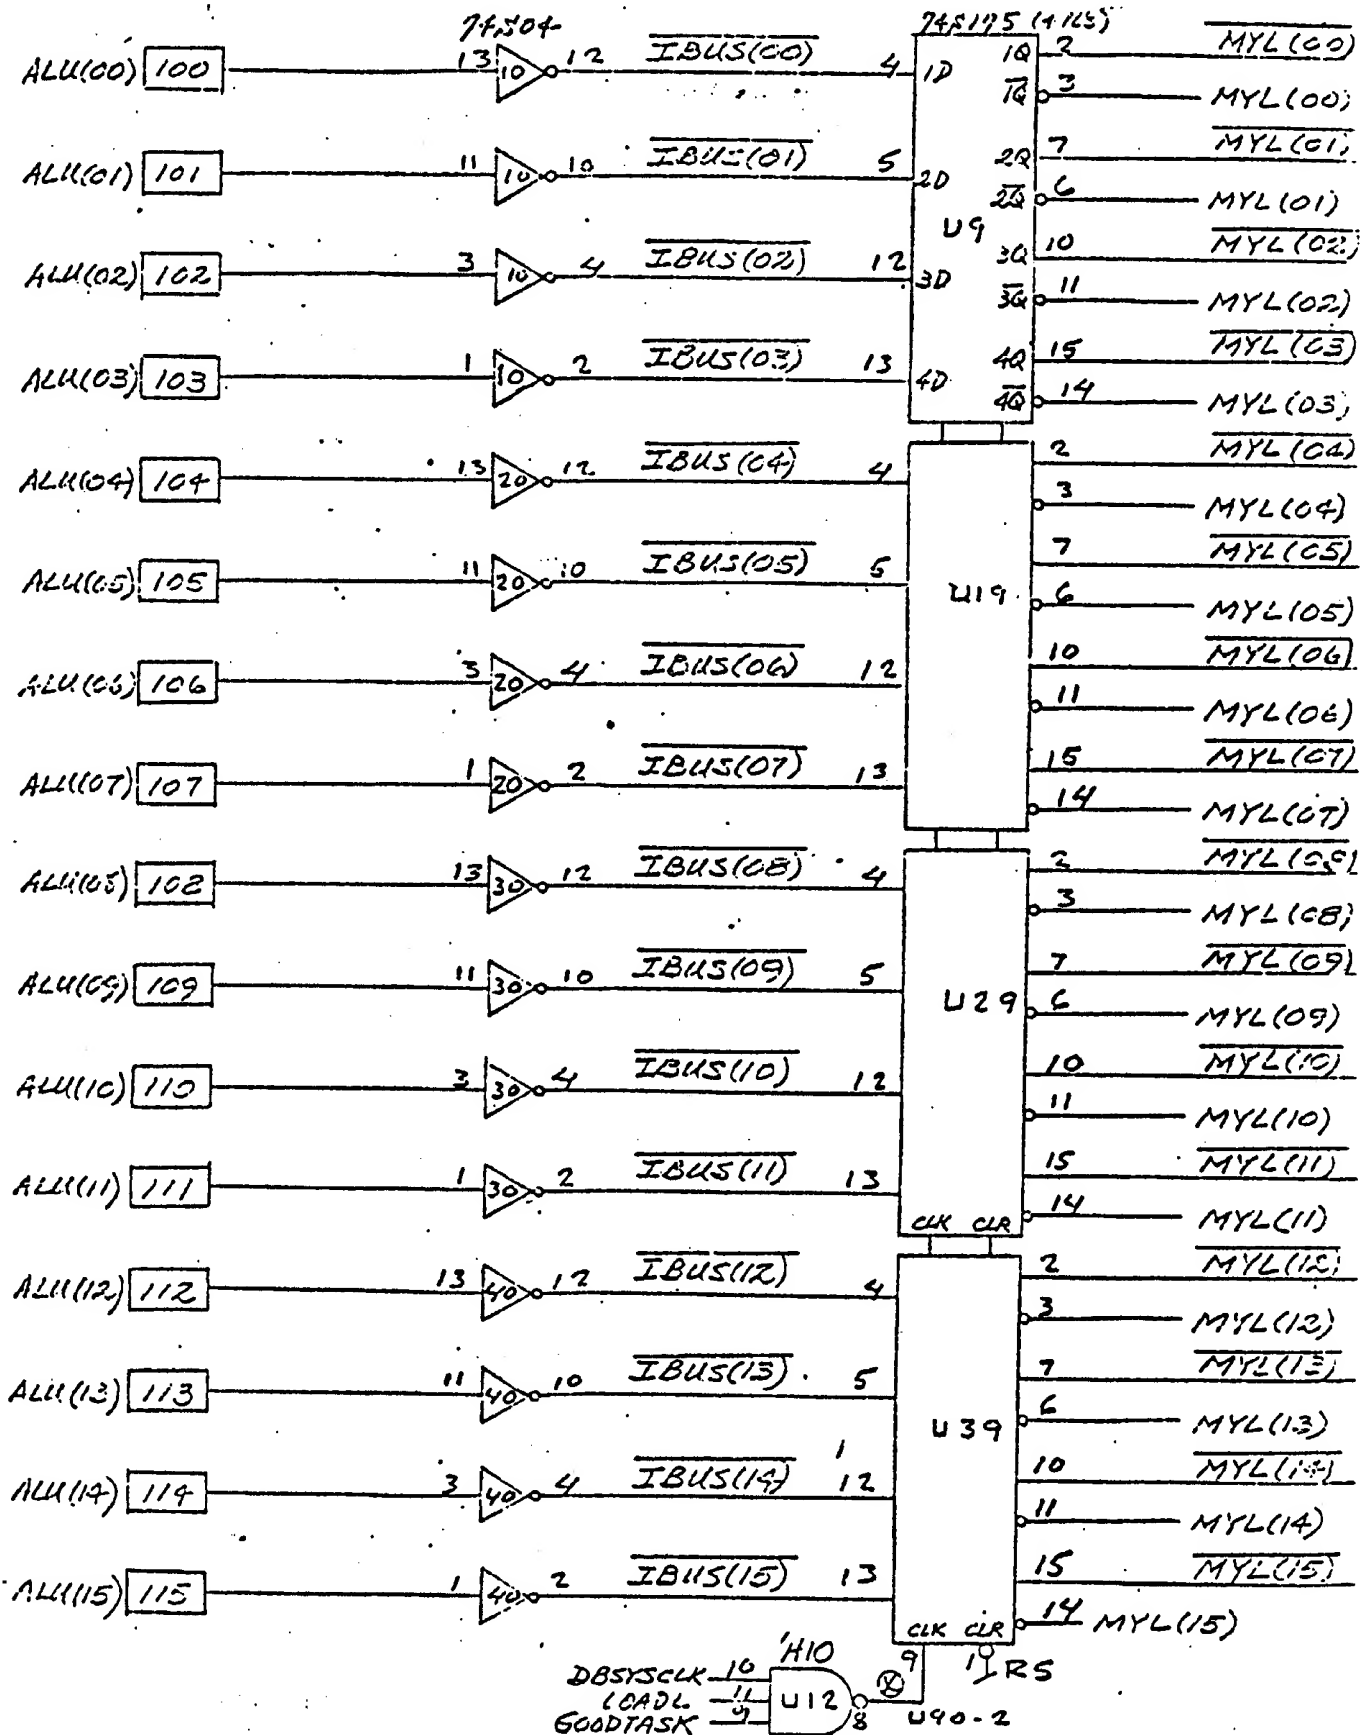 74S04 74S175 (4 IC'S)
ALU(00) 100 13 10 12 IBUS(00) 4 1D 1Q 2 MYL(00)
1Q 3 MYL(00)
ALU(01) 101 11 10 10 IBUS(01) 5 2D 2Q 7 MYL(01)
2Q 6 MYL(01)
U9
ALU(02) 102 3 10 4 IBUS(02) 12 3D 3Q 10 MYL(02)
3Q 11 MYL(02)
ALU(03) 103 1 10 2 IBUS(03) 13 4D 4Q 15 MYL(03)
4Q 14 MYL(03)
ALU(04) 104 13 20 12 IBUS(04) 4 2 MYL(04)
3 MYL(04)
ALU(05) 105 11 20 10 IBUS(05) 5 7 MYL(05)
U19 6 MYL(05)
ALU(06) 106 3 20 4 IBUS(06) 12 10 MYL(06)
11 MYL(06)
ALU(07) 107 1 20 2 IBUS(07) 13 15 MYL(07)
14 MYL(07)
ALU(08) 108 13 30 12 IBUS(08) 4 2 MYL(08)
3 MYL(08)
ALU(09) 109 11 30 10 IBUS(09) 5 7 MYL(09)
U29 6 MYL(09)
ALU(10) 110 3 30 4 IBUS(10) 12 10 MYL(10)
11 MYL(10)
ALU(11) 111 1 30 2 IBUS(11) 13 15 MYL(11)
CLK CLR 14 MYL(11)
ALU(12) 112 13 40 12 IBUS(12) 4 2 MYL(12)
3 MYL(12)
ALU(13) 113 11 40 10 IBUS(13) 5 7 MYL(13)
U39 6 MYL(13)
ALU(14) 114 3 40 4 IBUS(14) 12 10 MYL(14)
11 MYL(14)
ALU(15) 115 1 40 2 IBUS(15) 13 15 MYL(15)
CLK CLR 14 MYL(15)
'H10 9 1 R5
DBSYSCLK 10
LOADL 11 U12 8 U90-2
GOODTASK 9